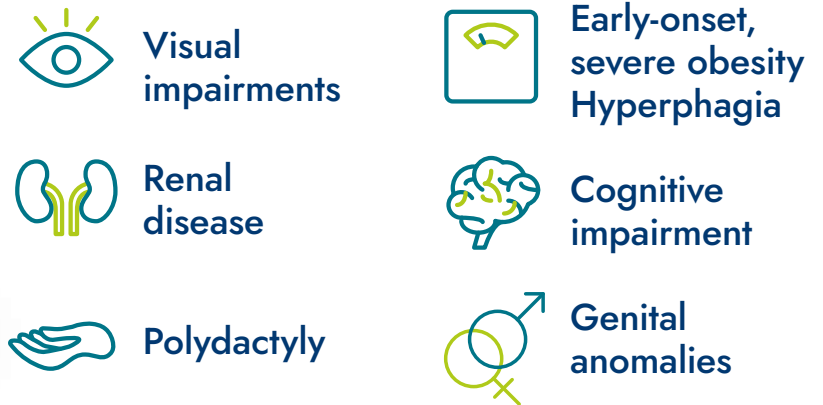 Visual
impairments
Early-onset,
severe obesity
Hyperphagia
Renal
disease
Cognitive
impairment
Polydactyly
Genital
anomalies